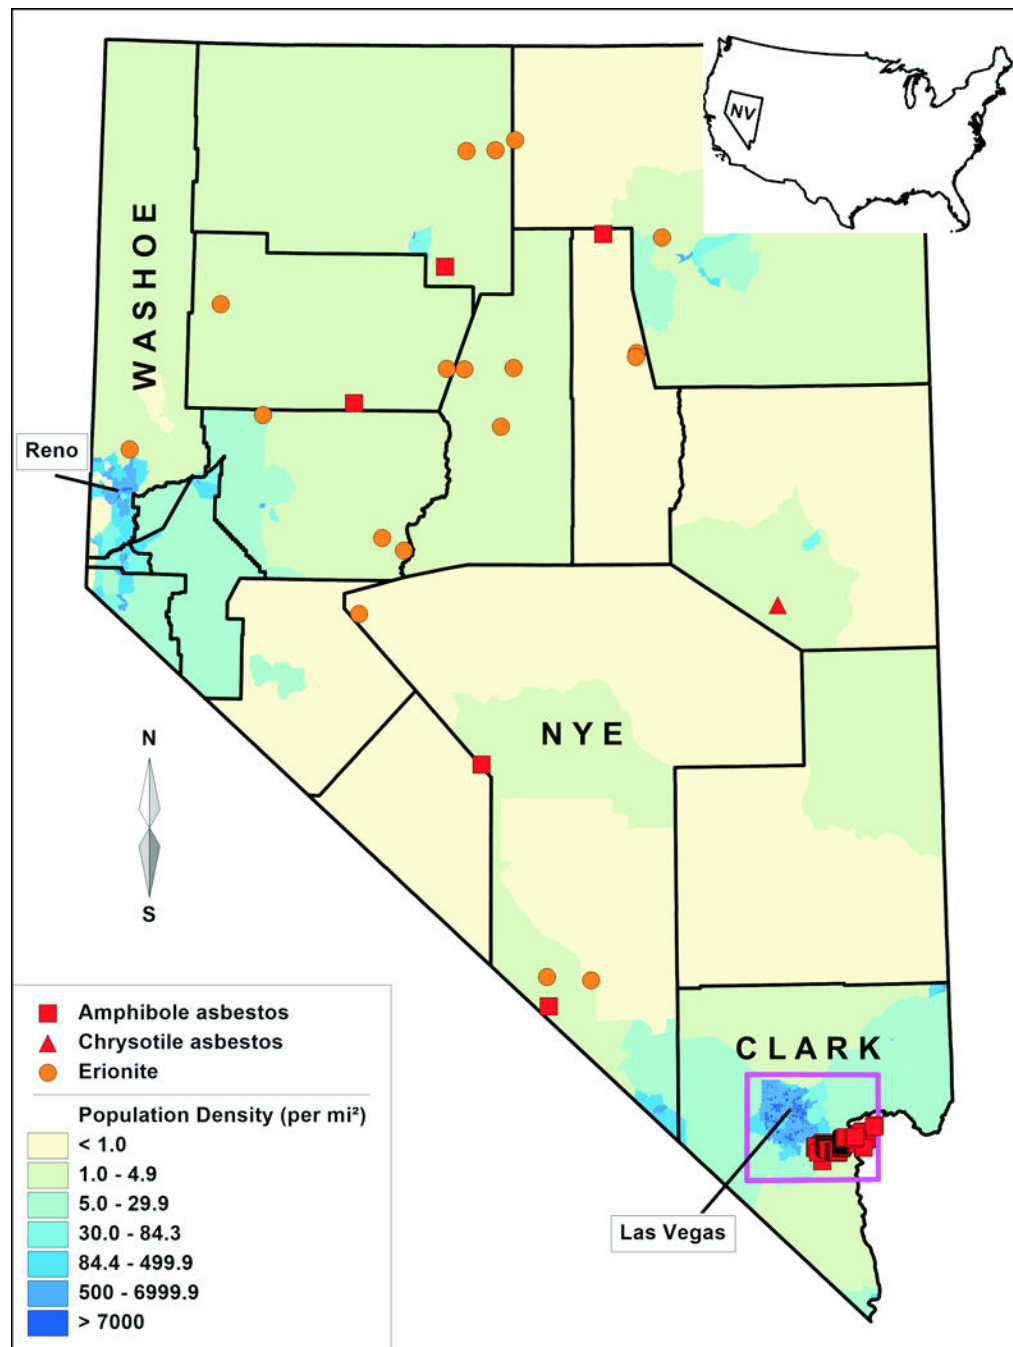 NV
WASHOE
Reno
NYE
N
S
CLARK
Las Vegas
Amphibole asbestos
Chrysotile asbestos
Erionite
Population Density (per mi²)
< 1.0
1.0 - 4.9
5.0 - 29.9
30.0 - 84.3
84.4 - 499.9
500 - 6999.9
> 7000